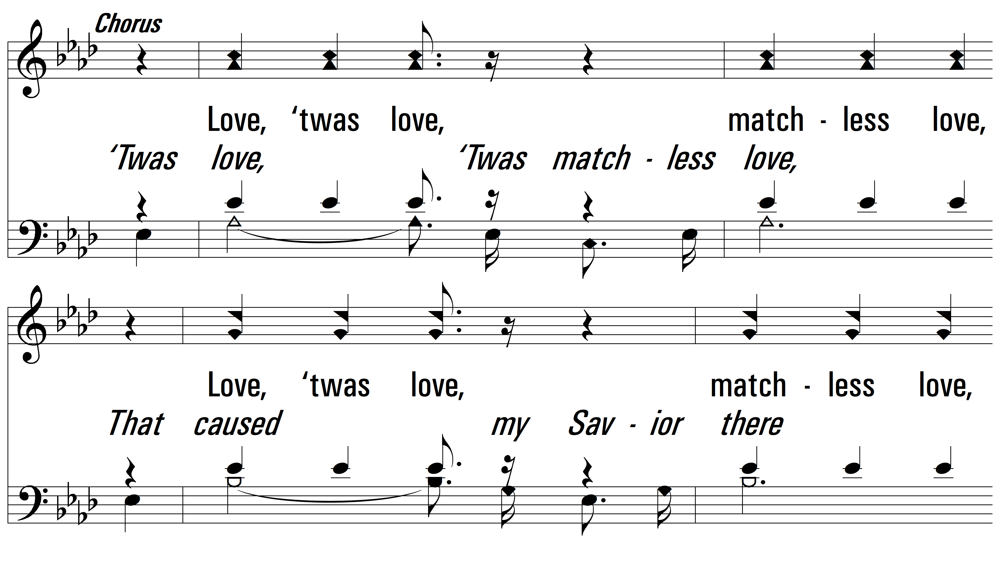 Chorus
Love, ‘twas love, match - less love,
‘Twas love, ‘Twas match - less love,
Love, ‘twas love, match - less love,
That caused my Sav - ior there